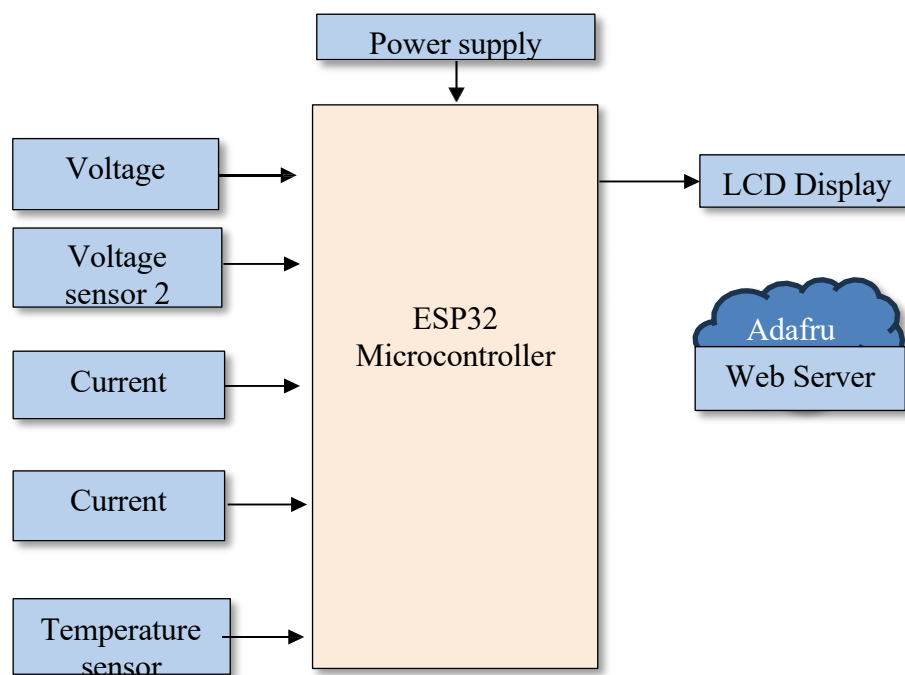 Power supply
Voltage
Voltage
sensor 2
Current
Current
Temperature
sensor
ESP32
Microcontroller
LCD Display
Adafru
Web Server